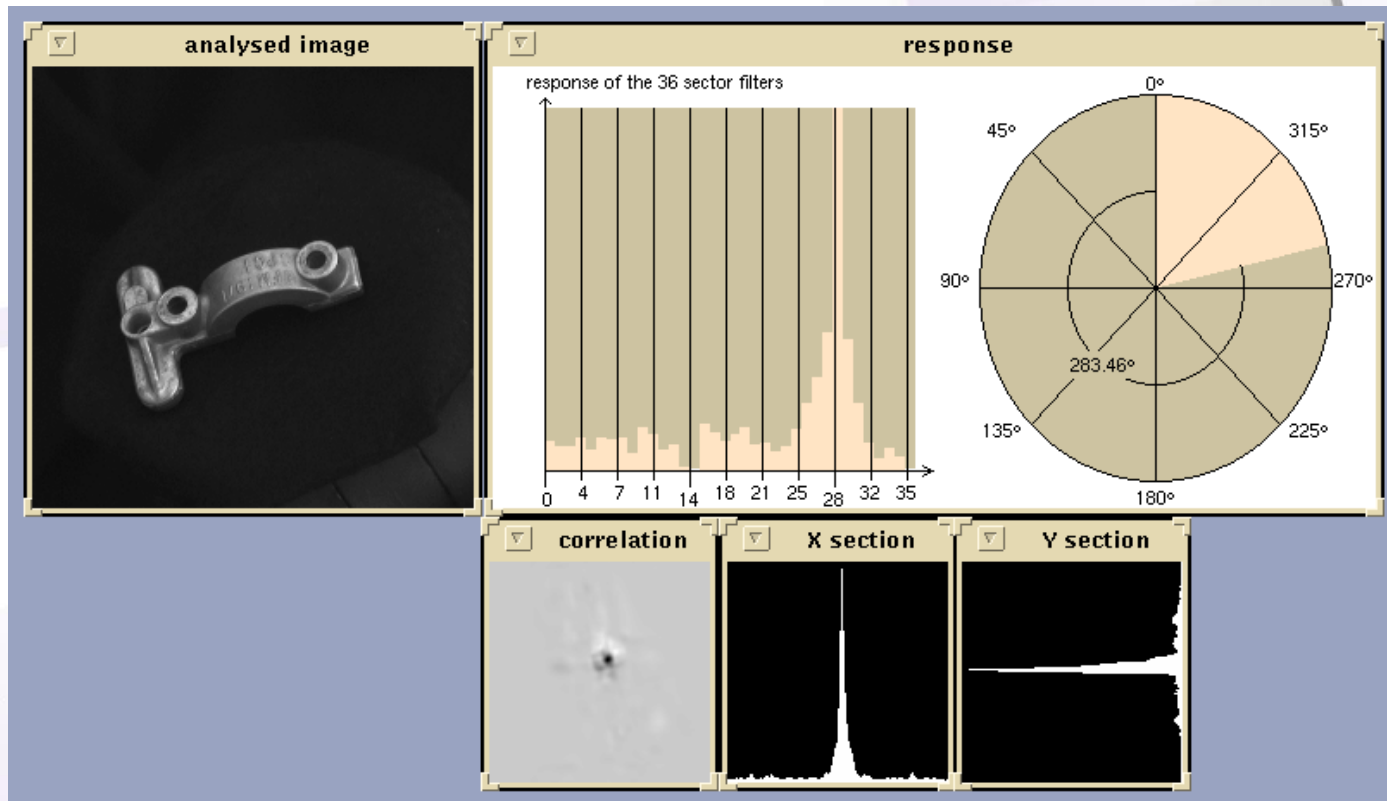 analysed image
response
response of the 36 sector filters
0 4 7 11 14 18 21 25 28 32 35
0°
45°
315°
90°
270°
283.46°
135°
225°
180°
correlation
X section
Y section